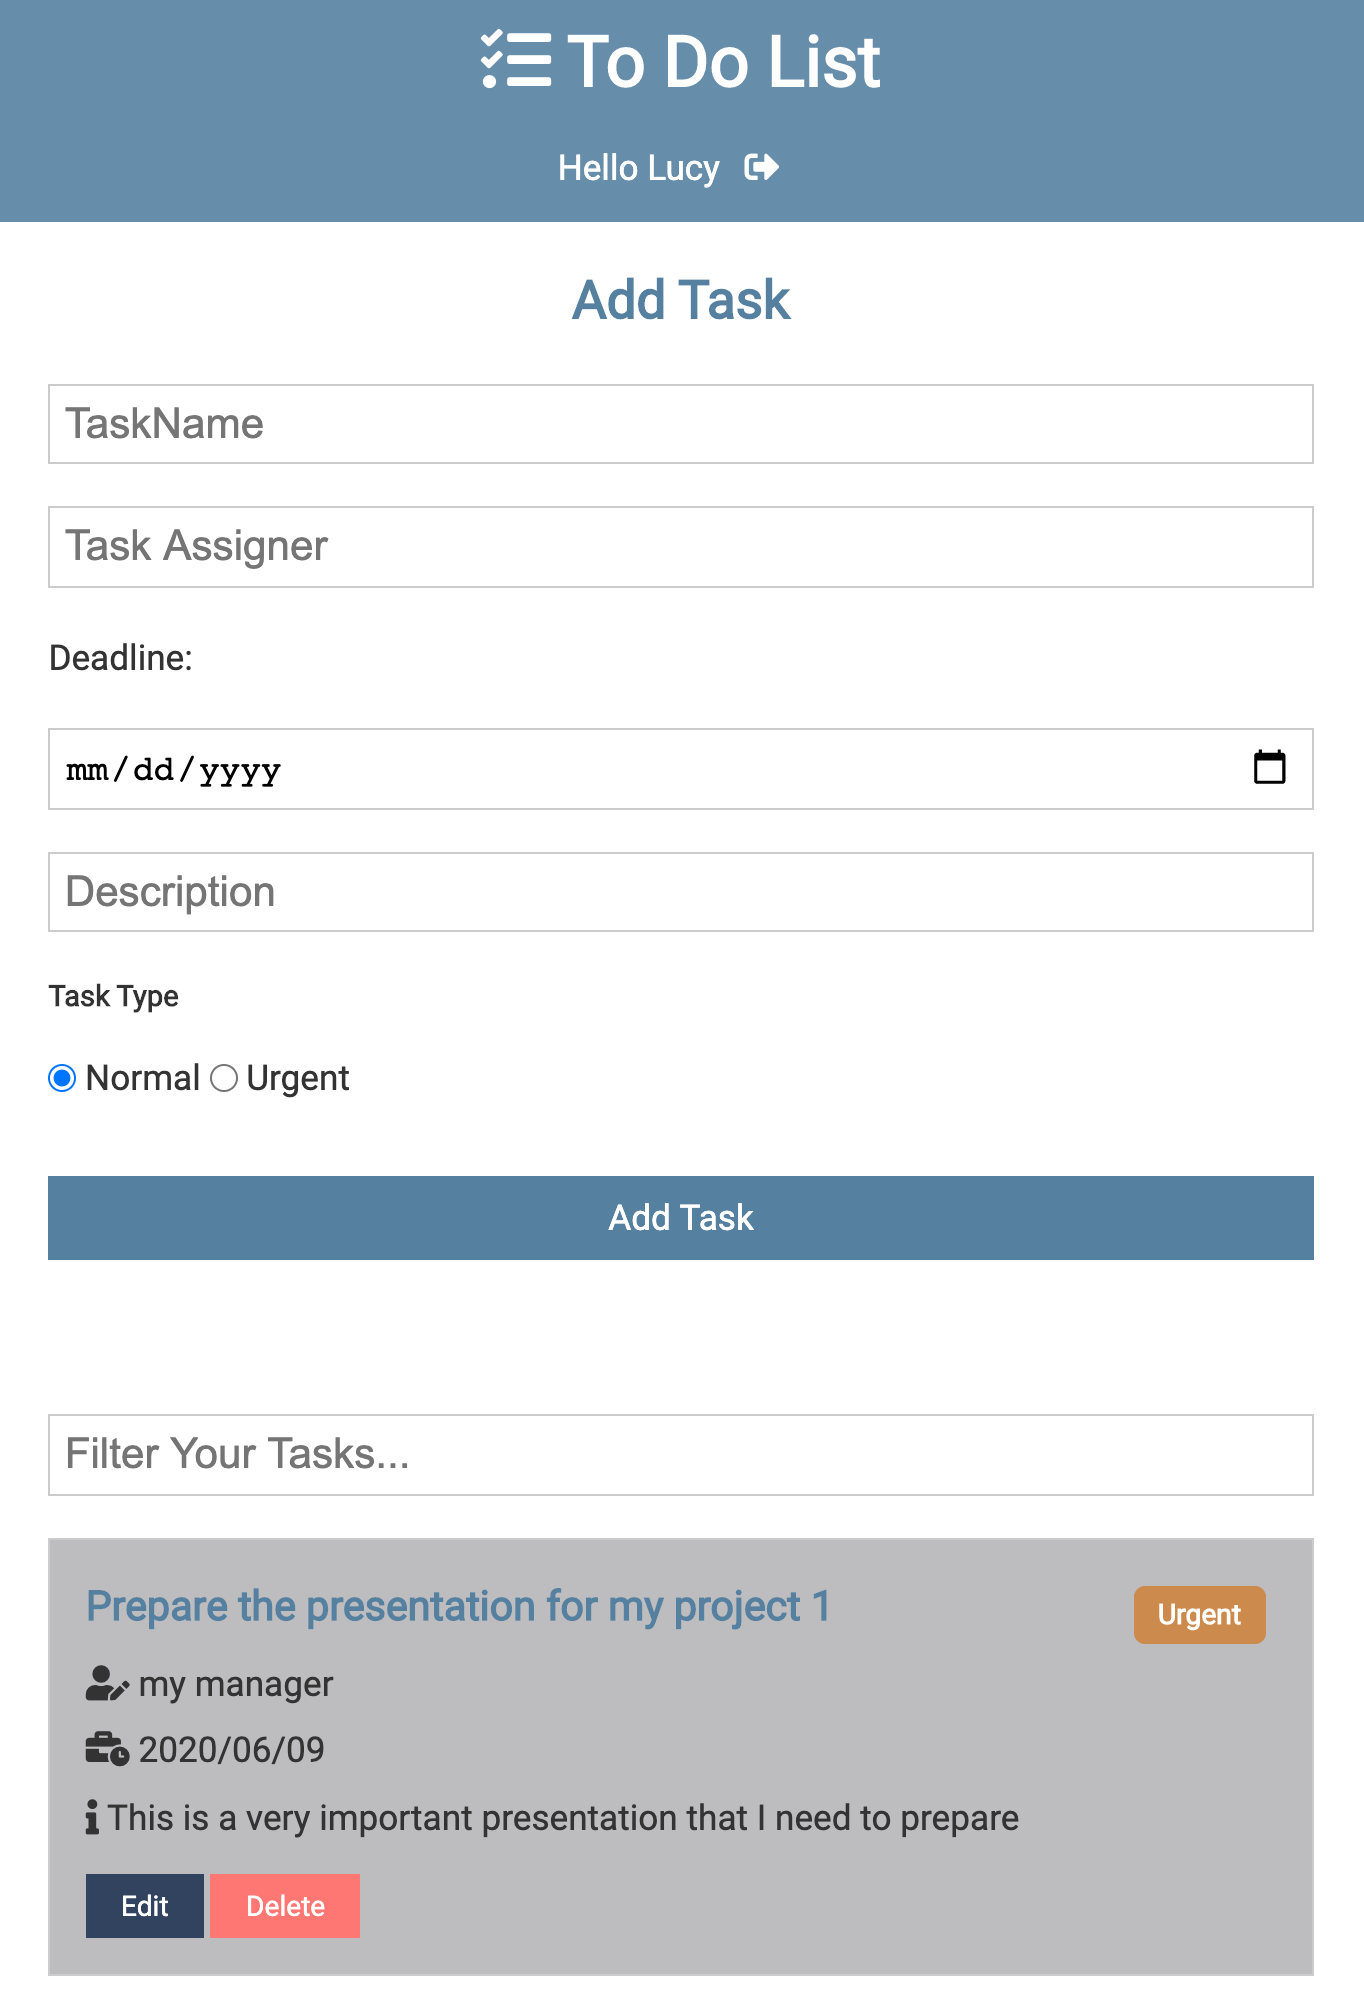 To Do List
Hello Lucy
Add Task
TaskName
Task Assigner
Deadline:
mm/dd/yyyy
Description
Task Type
Normal Urgent
Add Task
Filter Your Tasks...
Prepare the presentation for my project 1
Urgent
my manager
2020/06/09
This is a very important presentation that I need to prepare
Edit Delete